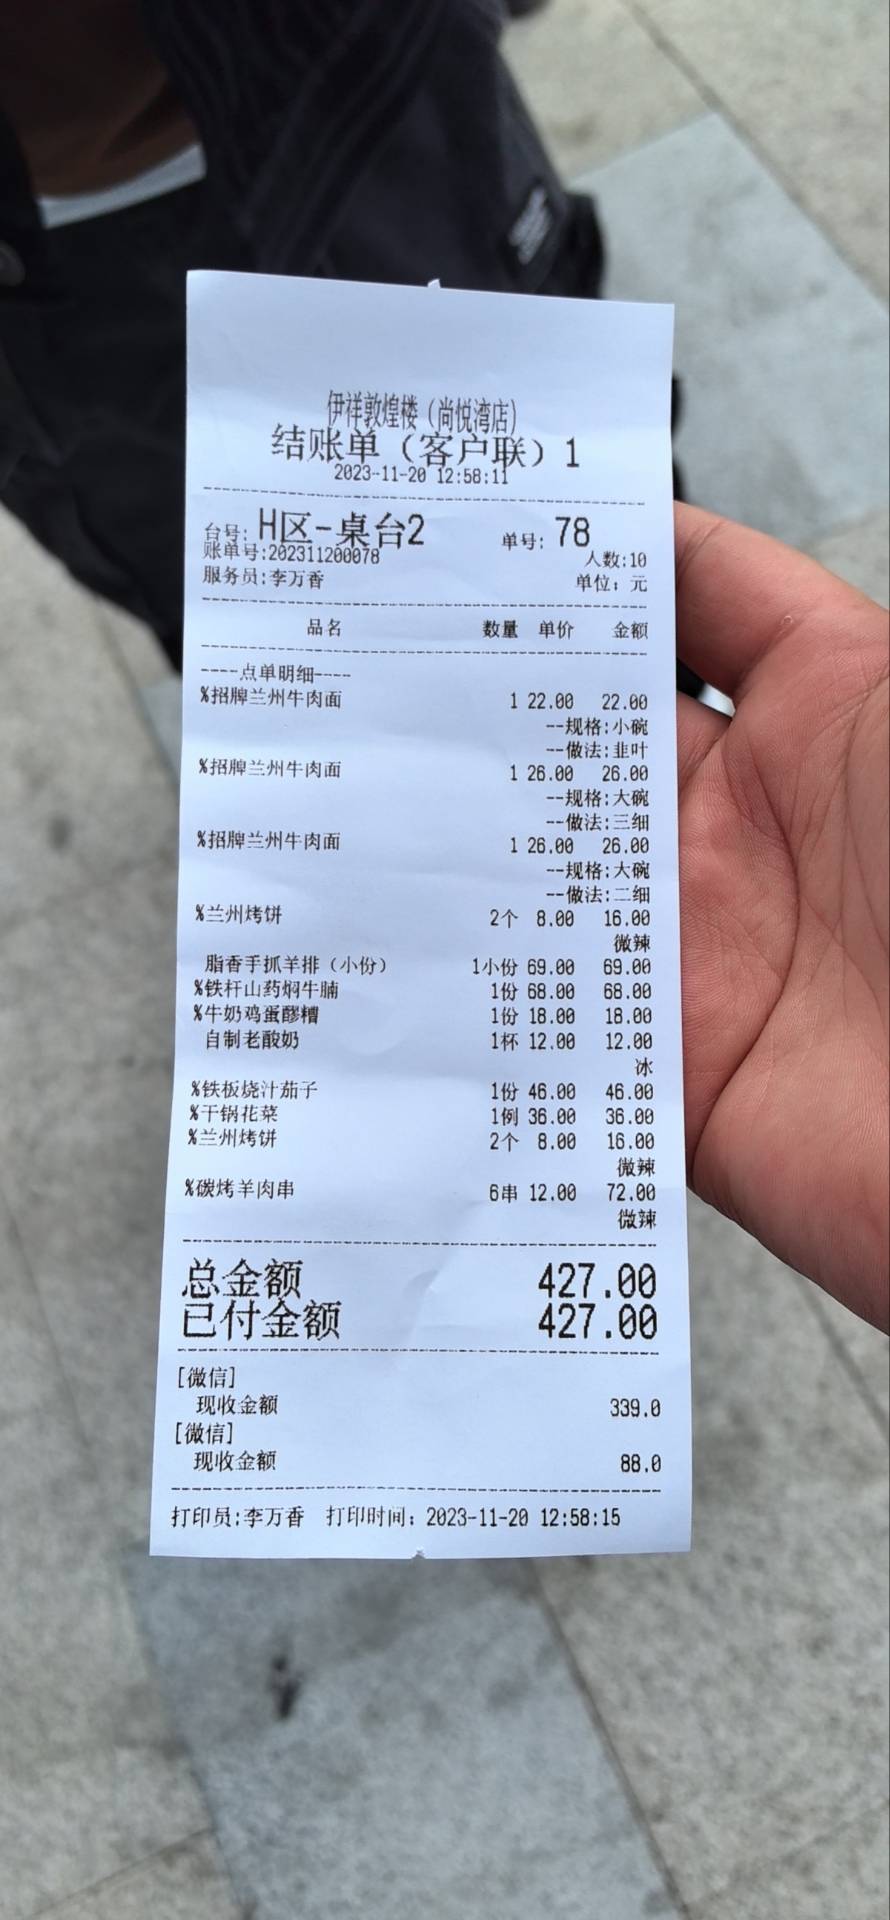 伊祥敦煌楼（尚悦湾店）
结账单（客户联）1
2023-11-20 12:58:11
台号: H区-桌台2 单号: 78
账单号:202311200078 人数:10
服务员:李万香 单位: 元
品名 数量 单价 金额
----点单明细----
%招牌兰州牛肉面 1 22.00 22.00
--规格:小碗
--做法:韭叶
%招牌兰州牛肉面 1 26.00 26.00
--规格:大碗
--做法:三细
%招牌兰州牛肉面 1 26.00 26.00
--规格:大碗
--做法:二细
%兰州烤饼 2个 8.00 16.00
微辣
脂香手抓羊排（小份） 1小份 69.00 69.00
%铁杆山药焖牛腩 1份 68.00 68.00
%牛奶鸡蛋醪糟 1份 18.00 18.00
自制老酸奶 1杯 12.00 12.00
冰
%铁板烧汁茄子 1份 46.00 46.00
%干锅花菜 1例 36.00 36.00
%兰州烤饼 2个 8.00 16.00
微辣
%碳烤羊肉串 6串 12.00 72.00
微辣
总金额 427.00
已付金额 427.00
[微信]
现收金额 339.0
[微信]
现收金额 88.0
打印员:李万香 打印时间: 2023-11-20 12:58:15